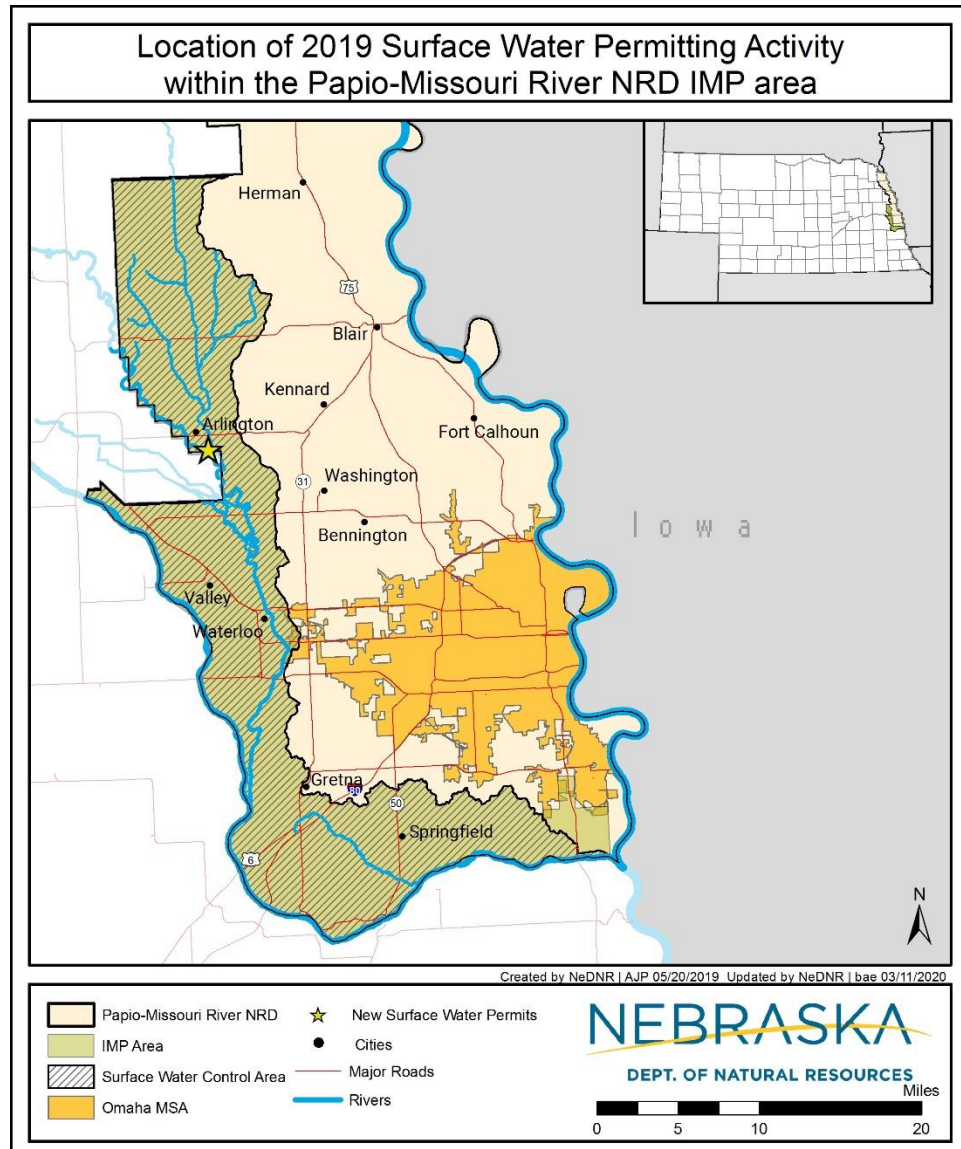 Location of 2019 Surface Water Permitting Activity
within the Papio-Missouri River NRD IMP area
Herman
75
Blair
Kennard
Fort Calhoun
Arlington
31
Washington
Bennington
Iowa
Valley
Waterloo
Gretna
80
50
Springfield
6
N
Created by NeDNR | AJP 05/20/2019 Updated by NeDNR | bae 03/11/2020
Papio-Missouri River NRD
IMP Area
Surface Water Control Area
Omaha MSA
New Surface Water Permits
Cities
Major Roads
Rivers
NEBRASKA
DEPT. OF NATURAL RESOURCES
Miles
0 5 10 20